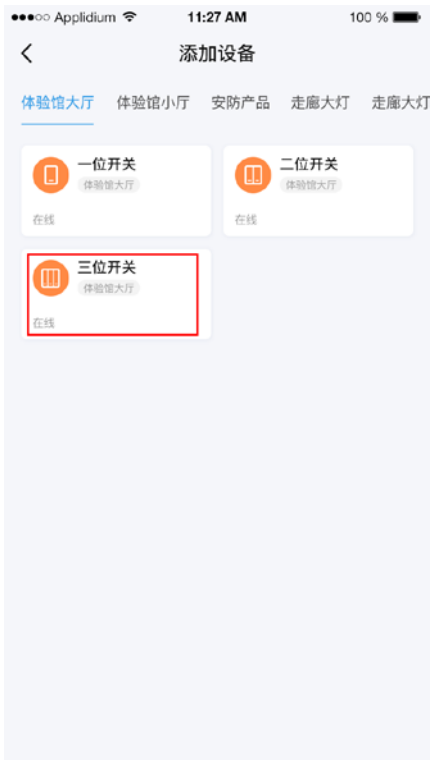 Applidium 11:27 AM 100 %
添加设备
体验馆大厅 体验馆小厅 安防产品 走廊大灯 走廊大灯
一位开关 二位开关
体验馆大厅 体验馆大厅
在线 在线
三位开关
体验馆大厅
在线